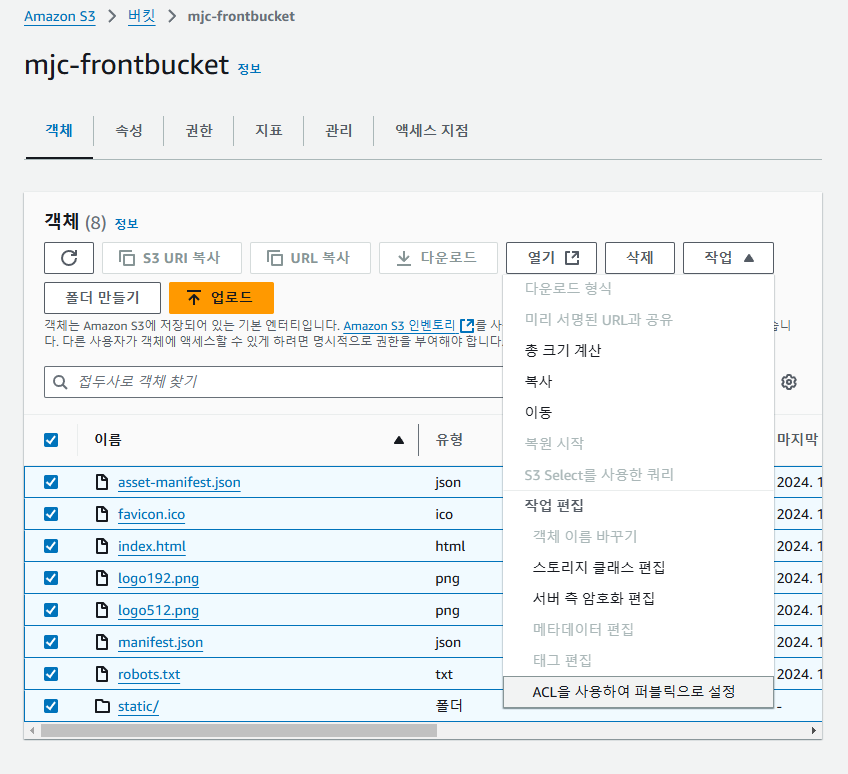 Amazon S3 > 버킷 > mjc-frontbucket
mjc-frontbucket 정보
객체 속성 권한 지표 관리 액세스 지점
객체 (8) 정보
S3 URI 복사 URL 복사 다운로드 열기 삭제 작업
폴더 만들기 업로드
객체는 Amazon S3에 저장되어 있는 기본 엔터티입니다. Amazon S3 인벤토리 를 사
다. 다른 사용자가 객체에 액세스할 수 있게 하려면 명시적으로 권한을 부여해야 합니다.
접두사로 객체 찾기
이름 유형 마지막
asset-manifest.json json 2024. 1
favicon.ico ico 2024. 1
index.html html 2024. 1
logo192.png png 2024. 1
logo512.png png 2024. 1
manifest.json json 2024. 1
robots.txt txt 2024. 1
static/ 폴더 -
다운로드 형식
미리 서명된 URL과 공유
총 크기 계산
복사
이동
복원 시작
S3 Select를 사용한 쿼리
작업 편집
객체 이름 바꾸기
스토리지 클래스 편집
서버 측 암호화 편집
메타데이터 편집
태그 편집
ACL을 사용하여 퍼블릭으로 설정